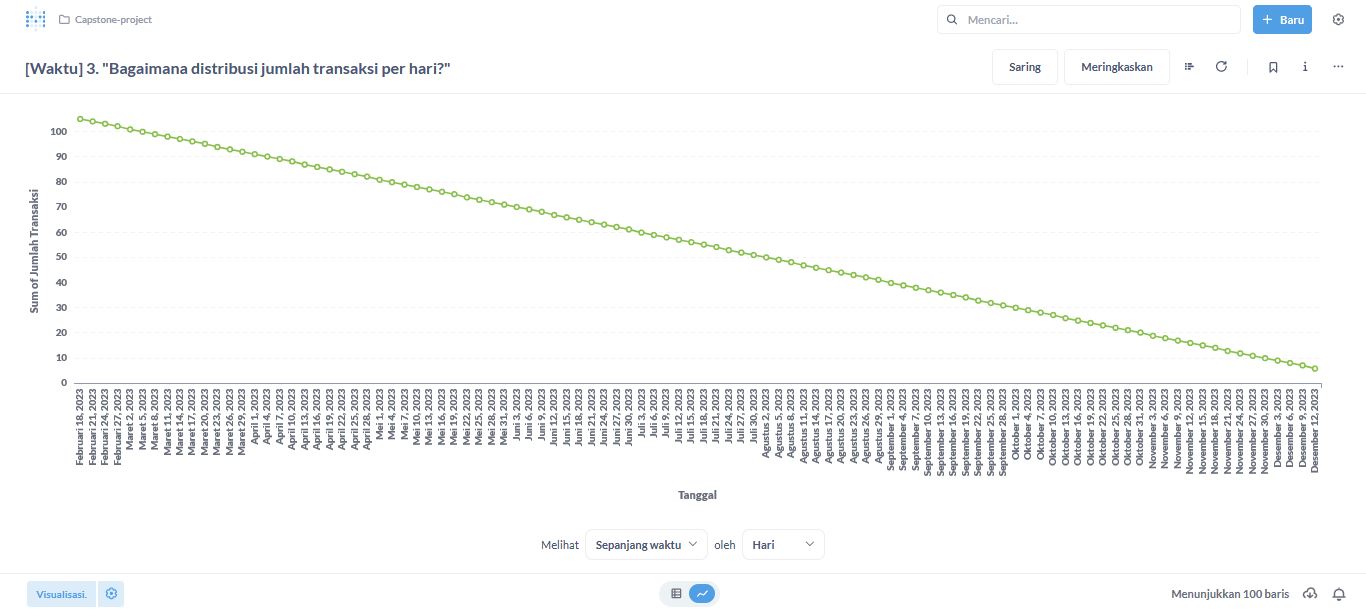 Capstone-project
Mencari...
+ Baru
[Waktu] 3. "Bagaimana distribusi jumlah transaksi per hari?"
Saring
Meringkaskan
Sum of Jumlah Transaksi
100
90
80
70
60
50
40
30
20
10
0
Februari 18, 2023
Februari 21, 2023
Februari 24, 2023
Februari 27, 2023
Maret 2, 2023
Maret 5, 2023
Maret 8, 2023
Maret 11, 2023
Maret 14, 2023
Maret 17, 2023
Maret 20, 2023
Maret 23, 2023
Maret 26, 2023
Maret 29, 2023
April 1, 2023
April 4, 2023
April 7, 2023
April 10, 2023
April 13, 2023
April 16, 2023
April 19, 2023
April 22, 2023
April 25, 2023
April 28, 2023
Mei 1, 2023
Mei 4, 2023
Mei 7, 2023
Mei 10, 2023
Mei 13, 2023
Mei 16, 2023
Mei 19, 2023
Mei 22, 2023
Mei 25, 2023
Mei 28, 2023
Mei 31, 2023
Juni 3, 2023
Juni 6, 2023
Juni 9, 2023
Juni 12, 2023
Juni 15, 2023
Juni 18, 2023
Juni 21, 2023
Juni 24, 2023
Juni 27, 2023
Juni 30, 2023
Juli 3, 2023
Juli 6, 2023
Juli 9, 2023
Juli 12, 2023
Juli 15, 2023
Juli 18, 2023
Juli 21, 2023
Juli 24, 2023
Juli 27, 2023
Juli 30, 2023
Agustus 2, 2023
Agustus 5, 2023
Agustus 8, 2023
Agustus 11, 2023
Agustus 14, 2023
Agustus 17, 2023
Agustus 20, 2023
Agustus 23, 2023
Agustus 26, 2023
Agustus 29, 2023
September 1, 2023
September 4, 2023
September 7, 2023
September 10, 2023
September 13, 2023
September 16, 2023
September 19, 2023
September 22, 2023
September 25, 2023
September 28, 2023
Oktober 1, 2023
Oktober 4, 2023
Oktober 7, 2023
Oktober 10, 2023
Oktober 13, 2023
Oktober 16, 2023
Oktober 19, 2023
Oktober 22, 2023
Oktober 25, 2023
Oktober 28, 2023
Oktober 31, 2023
November 3, 2023
November 6, 2023
November 9, 2023
November 12, 2023
November 15, 2023
November 18, 2023
November 21, 2023
November 24, 2023
November 27, 2023
November 30, 2023
Desember 3, 2023
Desember 6, 2023
Desember 9, 2023
Desember 12, 2023
Tanggal
Melihat Sepanjang waktu oleh Hari
Visualisasi.
Menunjukkan 100 baris